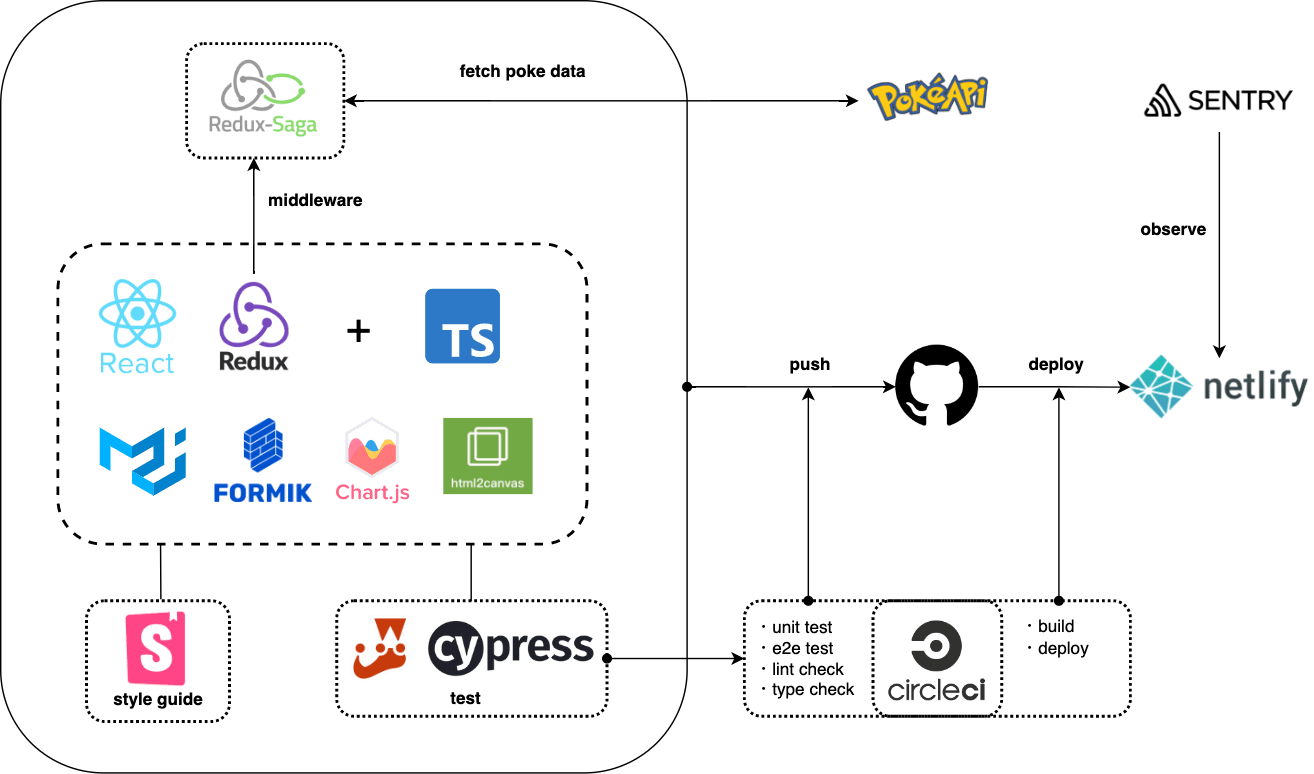 fetch poke data
Redux-Saga
PokéApi
SENTRY
middleware
observe
React
Redux
+
TS
push
deploy
netlify
FORMIK
Chart.js
html2canvas
S
style guide
cypress
test
・unit test
・e2e test
・lint check
・type check
circleci
・build
・deploy